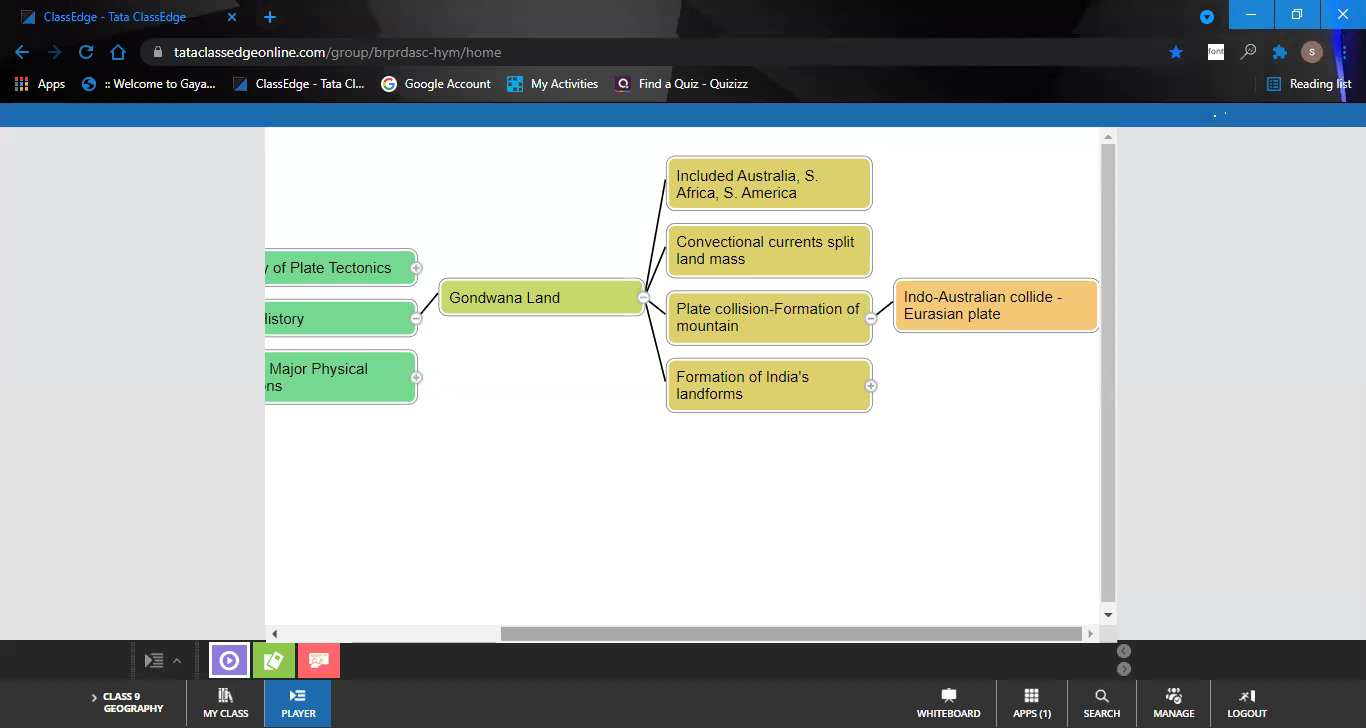 ClassEdge - Tata ClassEdge
tataclassedgeonline.com/group/brprdasc-hym/home
font
S
Apps
:: Welcome to Gaya...
ClassEdge - Tata Cl...
Google Account
My Activities
Find a Quiz - Quizizz
Reading list
y of Plate Tectonics
History
Major Physical
ons
Gondwana Land
Included Australia, S.
Africa, S. America
Convectional currents split
land mass
Plate collision-Formation of
mountain
Formation of India's
landforms
Indo-Australian collide -
Eurasian plate
CLASS 9
GEOGRAPHY
MY CLASS
PLAYER
WHITEBOARD
APPS (1)
SEARCH
MANAGE
LOGOUT